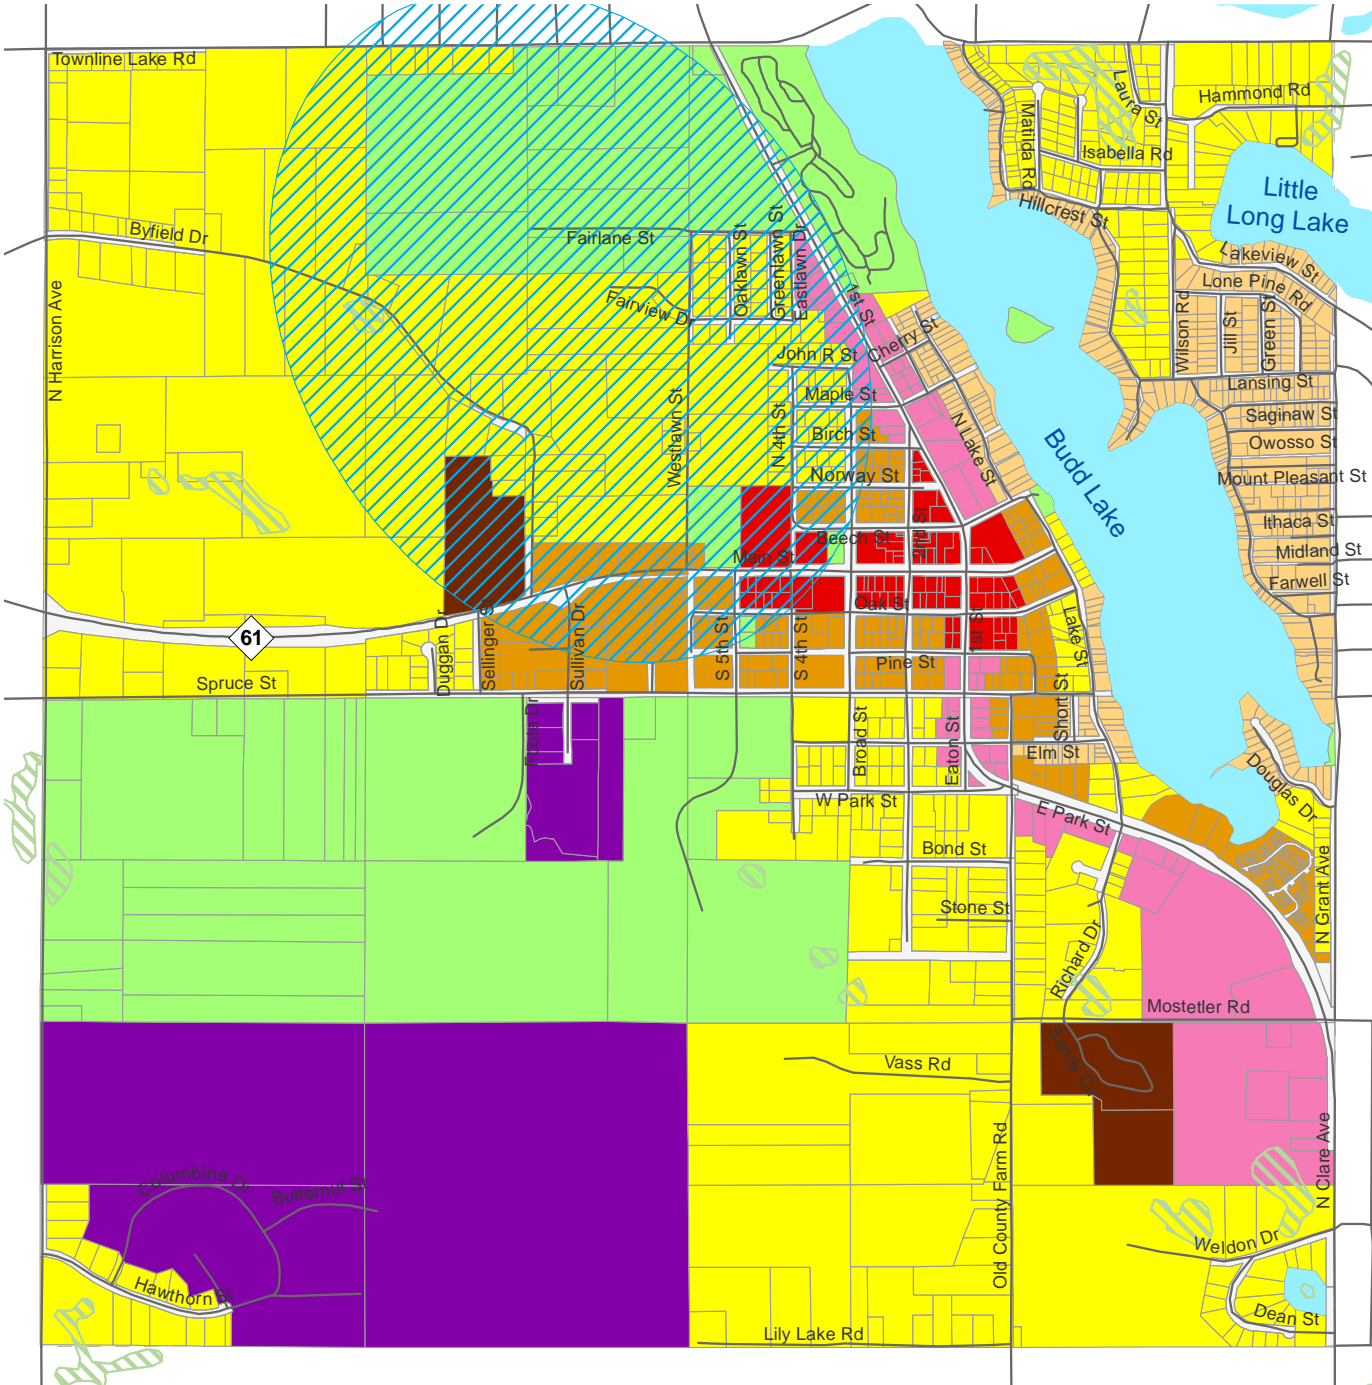 Townline Lake Rd
Hammond Rd
Laura St
Matilda Rd
Isabella Rd
Little
Long Lake
Hillcrest St
Byfield Dr
Fairlane St
Oaklawn St
Greenlawn St
Eastlawn Dr
Lakeview St
Lone Pine Rd
N Harrison Ave
Fairview Dr
1st St
Cherry St
Wilson Rd
Jill St
Green St
John R St
Maple St
Lansing St
Westlawn St
N 4th St
Birch St
N Lake St
Saginaw St
Owosso St
Norway St
Budd Lake
Mount Pleasant St
Beech St
2nd St
Ithaca St
Main St
Midland St
Farwell St
Oak St
61
Duggan Dr
Sellinger S
Sullivan Dr
S 5th St
S 4th St
1st St
Lake St
Pine St
Spruce St
Short St
Foote Dr
Broad St
Eaton St
Elm St
Douglas Dr
W Park St
E Park St
Bond St
N Grant Ave
Stone St
Richard Dr
Mostetler Rd
Vass Rd
Sandy Cir
Old County Farm Rd
N Clare Ave
Columbine Dr
Butternut St
Weldon Dr
Hawthorn St
Dean St
Lily Lake Rd